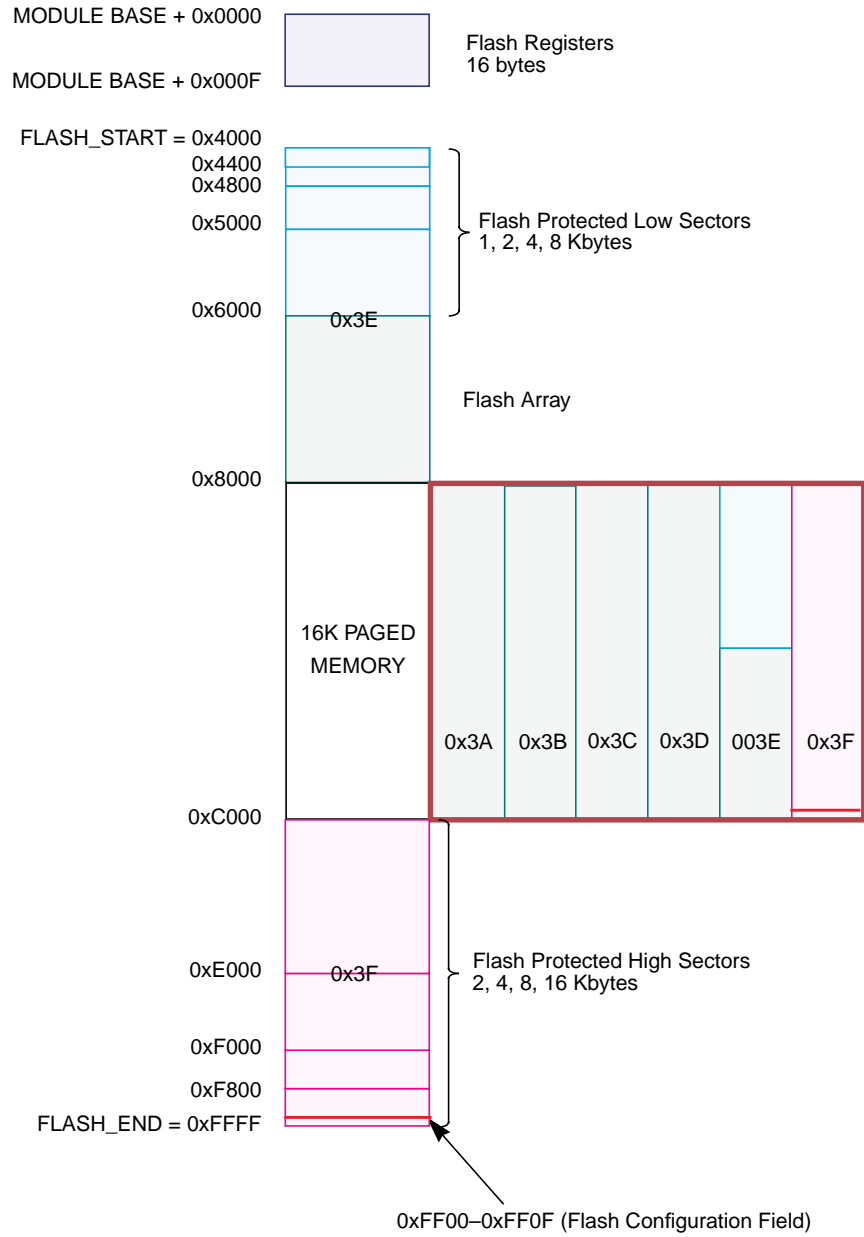 MODULE BASE + 0x0000
Flash Registers
16 bytes
MODULE BASE + 0x000F
FLASH_START = 0x4000
0x4400
0x4800
0x5000
Flash Protected Low Sectors
1, 2, 4, 8 Kbytes
0x6000
0x3E
Flash Array
0x8000
16K PAGED
MEMORY
0x3A
0x3B
0x3C
0x3D
003E
0x3F
0xC000
Flash Protected High Sectors
2, 4, 8, 16 Kbytes
0xE000
0x3F
0xF000
0xF800
FLASH_END = 0xFFFF
0xFF00–0xFF0F (Flash Configuration Field)